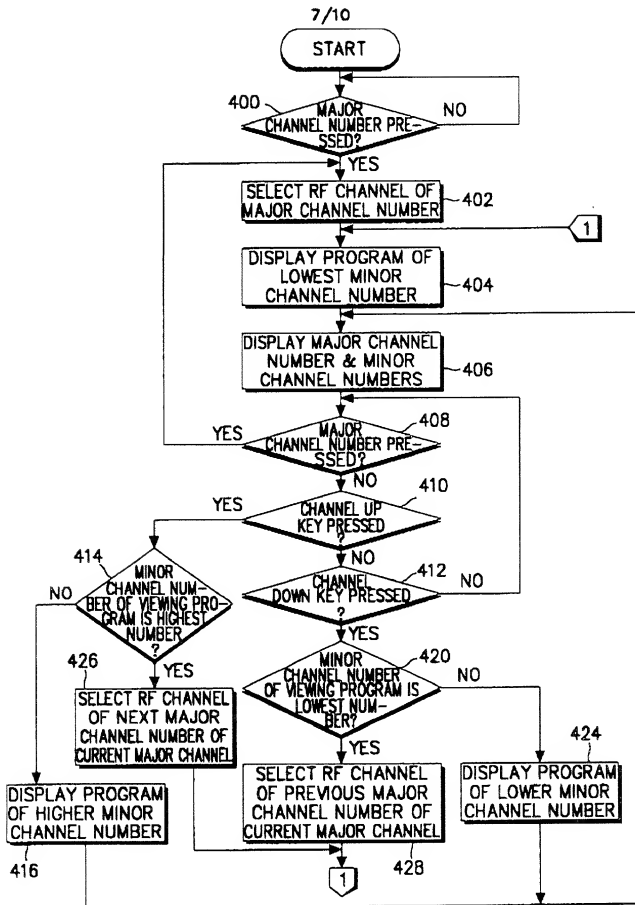 7/10
START
400
MAJOR
CHANNEL NUMBER PRE-
SSED?
NO
YES
SELECT RF CHANNEL OF
MAJOR CHANNEL NUMBER
402
1
DISPLAY PROGRAM OF
LOWEST MINOR
CHANNEL NUMBER
404
DISPLAY MAJOR CHANNEL
NUMBER & MINOR
CHANNEL NUMBERS
406
408
YES
MAJOR
CHANNEL NUMBER PRE-
SSED?
NO
410
YES
CHANNEL UP
KEY PRESSED
?
NO
412
CHANNEL
DOWN KEY PRESSED
?
NO
YES
414
NO
MINOR
CHANNEL NUM-
BER OF VIEWING PRO-
GRAM IS HIGHEST
NUMBER
?
YES
420
MINOR
CHANNEL NUMBER
OF VIEWING PROGRAM IS
LOWEST NUM-
BER?
NO
YES
426
SELECT RF CHANNEL
OF NEXT MAJOR
CHANNEL NUMBER OF
CURRENT MAJOR CHANNEL
424
DISPLAY PROGRAM
OF HIGHER MINOR
CHANNEL NUMBER
416
SELECT RF CHANNEL
OF PREVIOUS MAJOR
CHANNEL NUMBER OF
CURRENT MAJOR CHANNEL
428
DISPLAY PROGRAM
OF LOWER MINOR
CHANNEL NUMBER
1